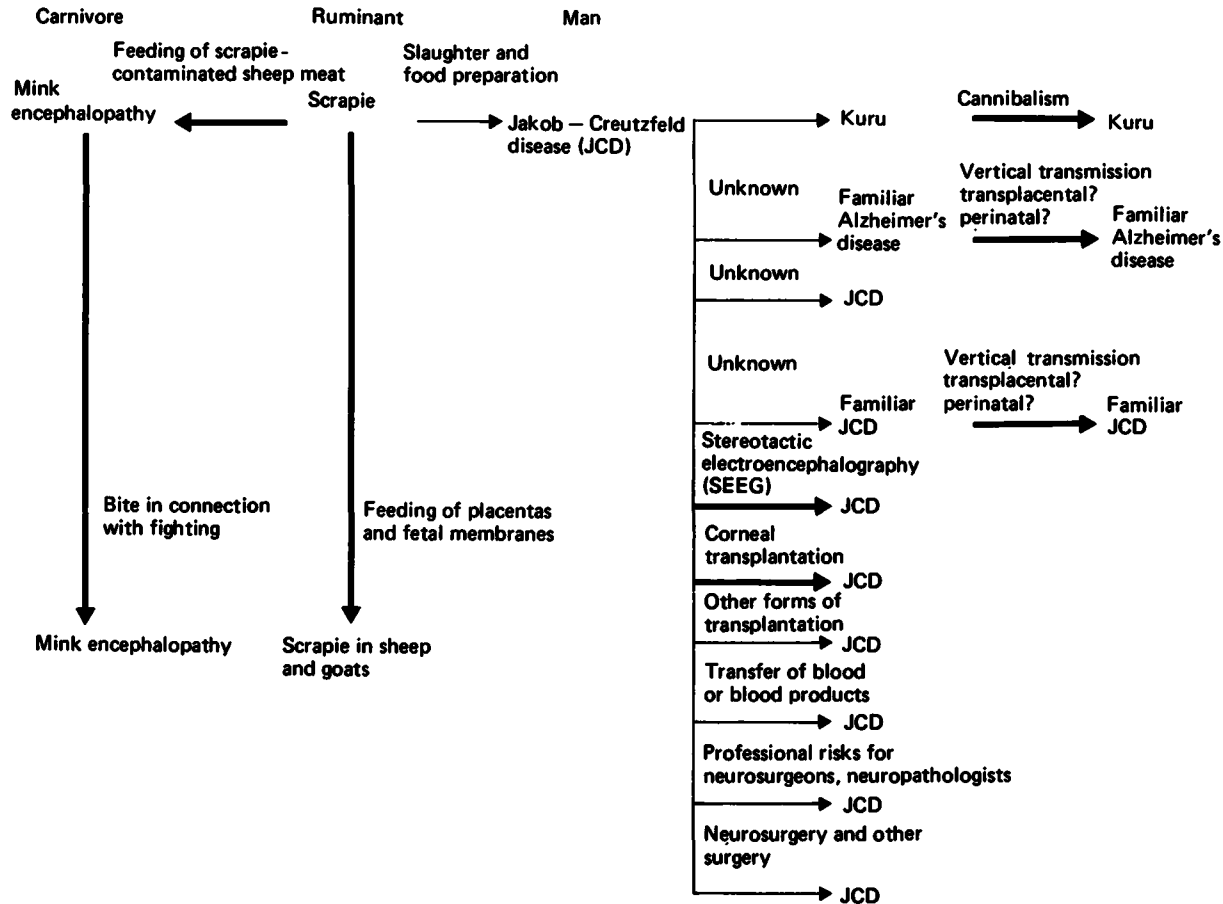 Carnivore
Ruminant
Man
Feeding of scrapie-
contaminated sheep meat
Slaughter and
food preparation
Mink
encephalopathy
Scrapie
Jakob – Creutzfeld
disease (JCD)
Kuru
Cannibalism
Kuru
Unknown
Familiar
Alzheimer's
disease
Vertical transmission
transplacental?
perinatal?
Familiar
Alzheimer's
disease
Unknown
JCD
Unknown
Familiar
JCD
Vertical transmission
transplacental?
perinatal?
Familiar
JCD
Stereotactic
electroencephalography
(SEEG)
JCD
Bite in connection
with fighting
Feeding of placentas
and fetal membranes
Corneal
transplantation
JCD
Other forms of
transplantation
JCD
Mink encephalopathy
Scrapie in sheep
and goats
Transfer of blood
or blood products
JCD
Professional risks for
neurosurgeons, neuropathologists
JCD
Neurosurgery and other
surgery
JCD